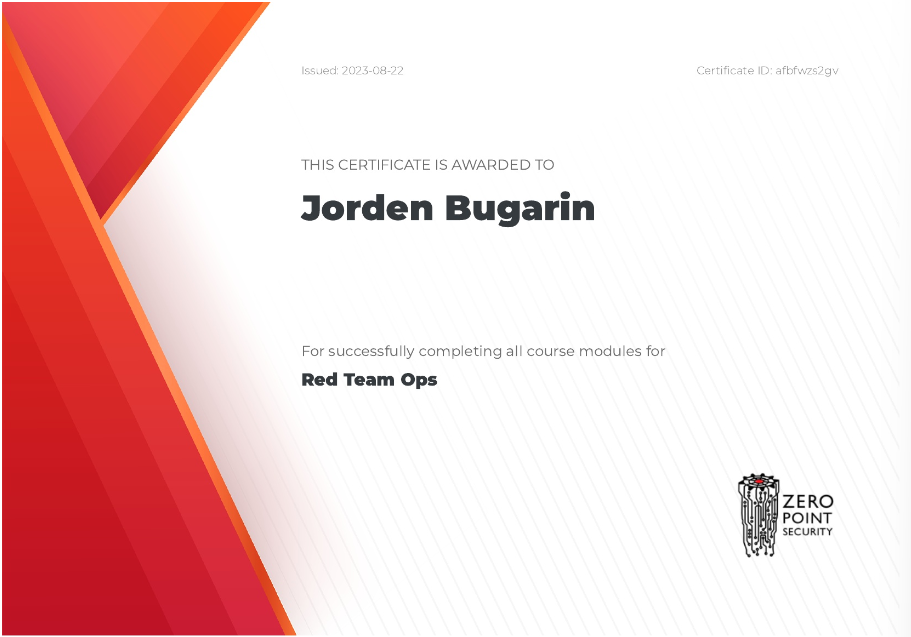 Issued: 2023-08-22
Certificate ID: afbfwzs2gv
THIS CERTIFICATE IS AWARDED TO
Jorden Bugarin
For successfully completing all course modules for
Red Team Ops
ZERO
POINT
SECURITY